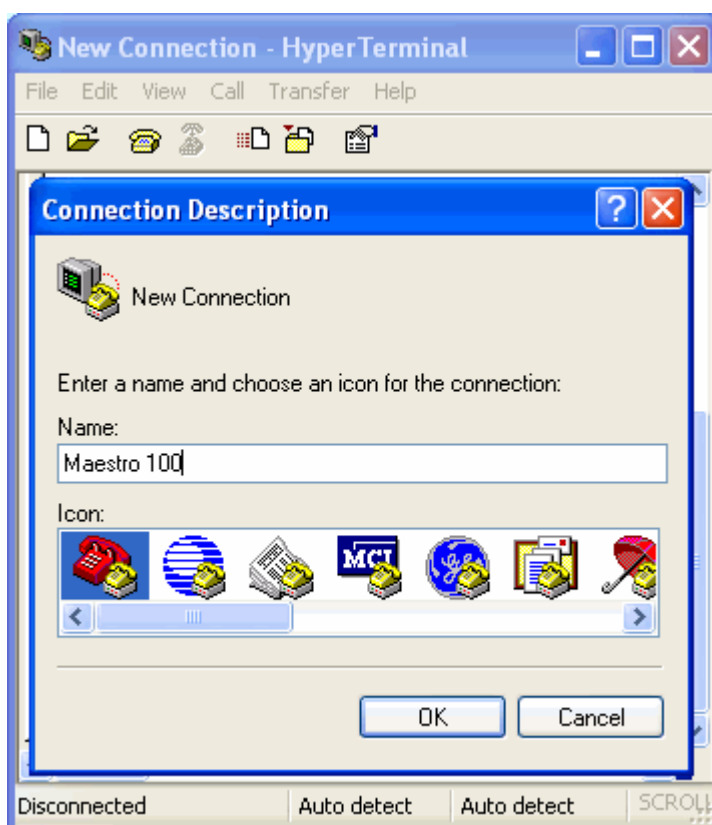 New Connection - HyperTerminal
File Edit View Call Transfer Help
Connection Description
New Connection
Enter a name and choose an icon for the connection:
Name:
Maestro 100
Icon:
MCI
OK Cancel
Disconnected Auto detect Auto detect SCROLL